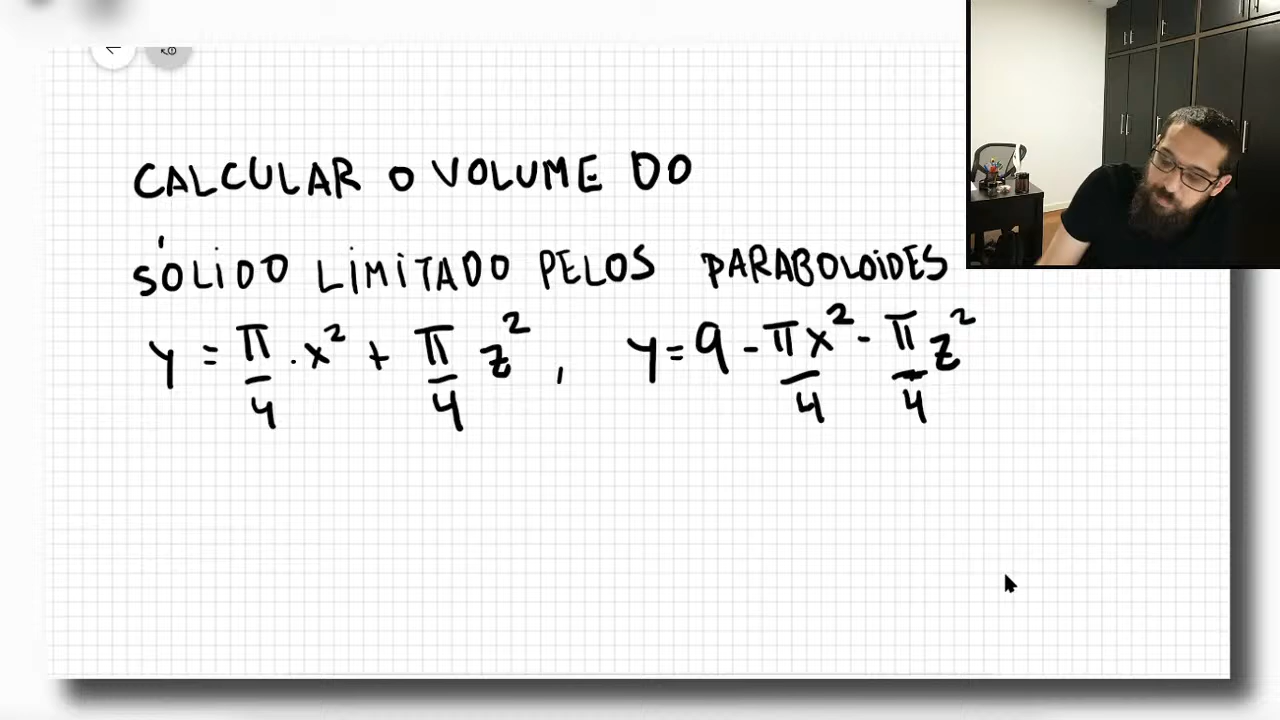 CALCULAR O VOLUME DO
SÓLIDO LIMITADO PELOS PARABOLOIDES
y = π/4 · x² + π/4 z² , y = 9 - π/4 x² - π/4 z²